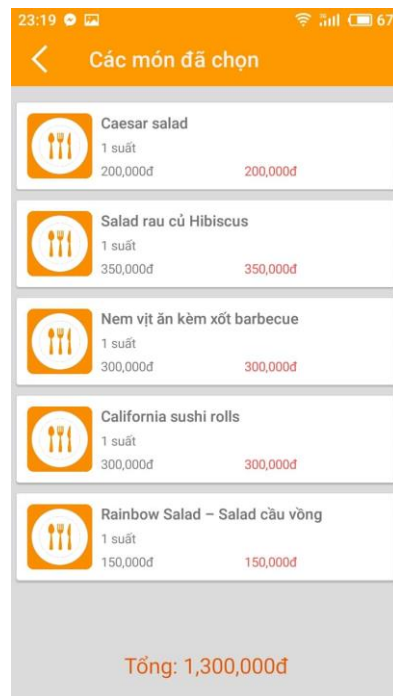 23:19
67
Các món đã chọn
Caesar salad
1 suất
200,000đ 200,000đ
Salad rau củ Hibiscus
1 suất
350,000đ 350,000đ
Nem vịt ăn kèm xốt barbecue
1 suất
300,000đ 300,000đ
California sushi rolls
1 suất
300,000đ 300,000đ
Rainbow Salad – Salad cầu vồng
1 suất
150,000đ 150,000đ
Tổng: 1,300,000đ